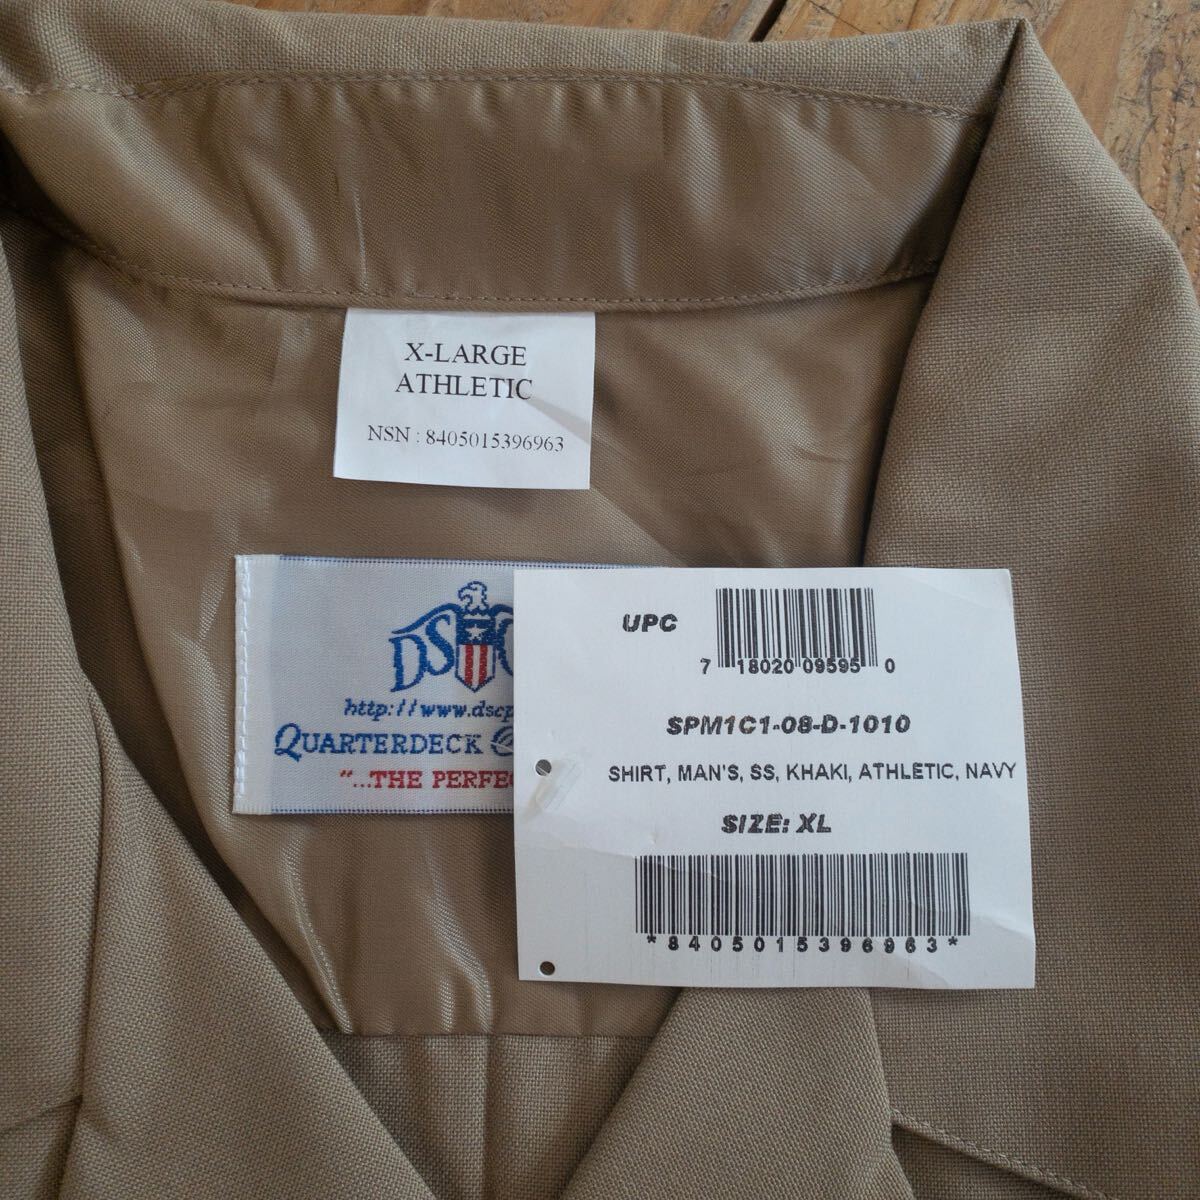 X-LARGE
ATHLETIC
NSN : 8405015396963
DS
http://www.dscp
QUARTERDECK
"...THE PERFEC
UPC
7 18020 09595 0
SPM1C1-08-D-1010
SHIRT, MAN'S, SS, KHAKI, ATHLETIC, NAVY
SIZE: XL
*8405015396963*